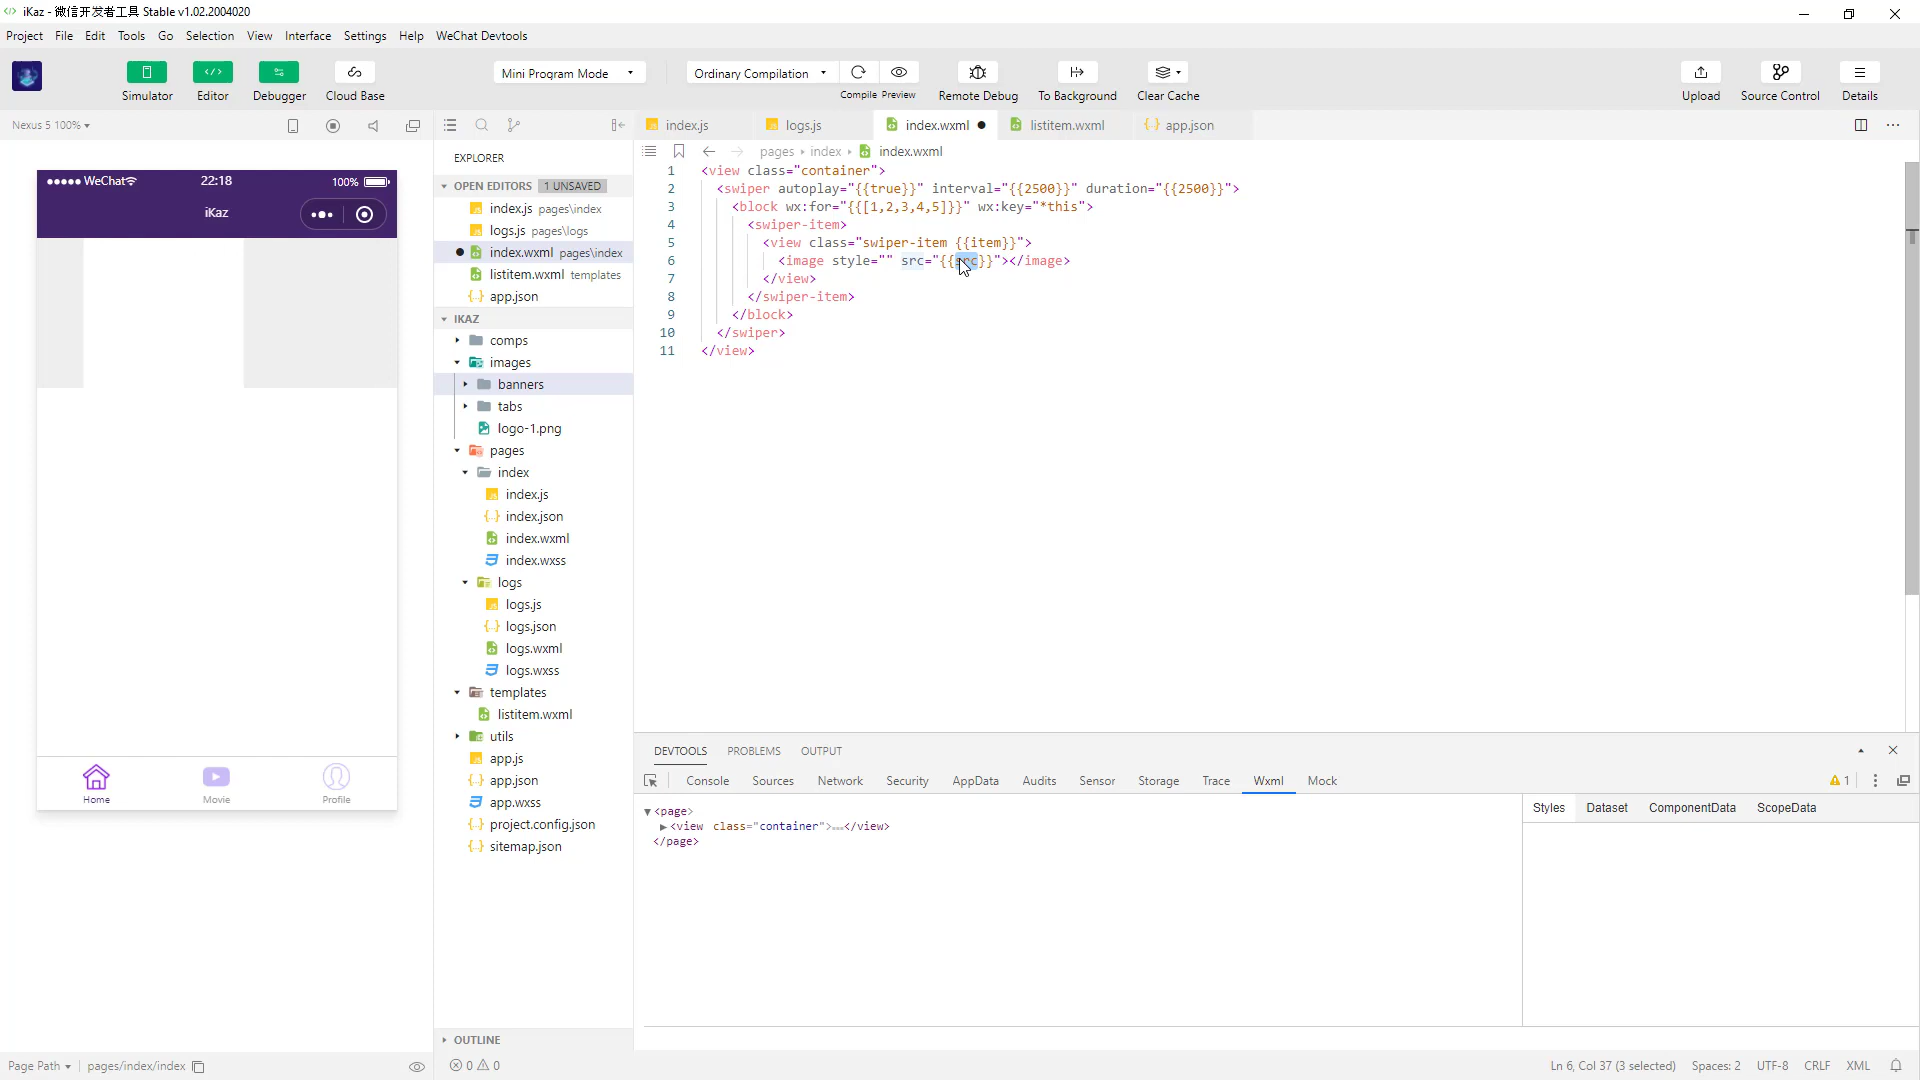 iKaz - 微信开发者工具 Stable v1.02.2004020
Project File Edit Tools Go Selection View Interface Settings Help WeChat Devtools
Mini Program Mode
Ordinary Compilation
Simulator Editor Debugger Cloud Base
Compile Preview Remote Debug To Background Clear Cache
Upload Source Control Details
Nexus 5 100%
WeChat 22:18 100%
iKaz
Home Movie Profile
Page Path pages/index/index
EXPLORER
OPEN EDITORS 1 UNSAVED
index.js pages\index
logs.js pages\logs
index.wxml pages\index
listitem.wxml templates
app.json
IKAZ
comps
images
banners
tabs
logo-1.png
pages
index
index.js
index.json
index.wxml
index.wxss
logs
logs.js
logs.json
logs.wxml
logs.wxss
templates
listitem.wxml
utils
app.js
app.json
app.wxss
project.config.json
sitemap.json
OUTLINE
0 0
index.js logs.js index.wxml listitem.wxml app.json
pages index index.wxml
1 <view class="container">
2 <swiper autoplay="{{true}}" interval="{{2500}}" duration="{{2500}}">
3 <block wx:for="{{[1,2,3,4,5]}}" wx:key="*this">
4 <swiper-item>
5 <view class="swiper-item {{item}}">
6 <image style="" src="{{src}}"></image>
7 </view>
8 </swiper-item>
9 </block>
10 </swiper>
11 </view>
DEVTOOLS PROBLEMS OUTPUT
Console Sources Network Security AppData Audits Sensor Storage Trace Wxml Mock 1
<page>
<view class="container">…</view>
</page>
Styles Dataset ComponentData ScopeData
Ln 6, Col 37 (3 selected) Spaces: 2 UTF-8 CRLF XML